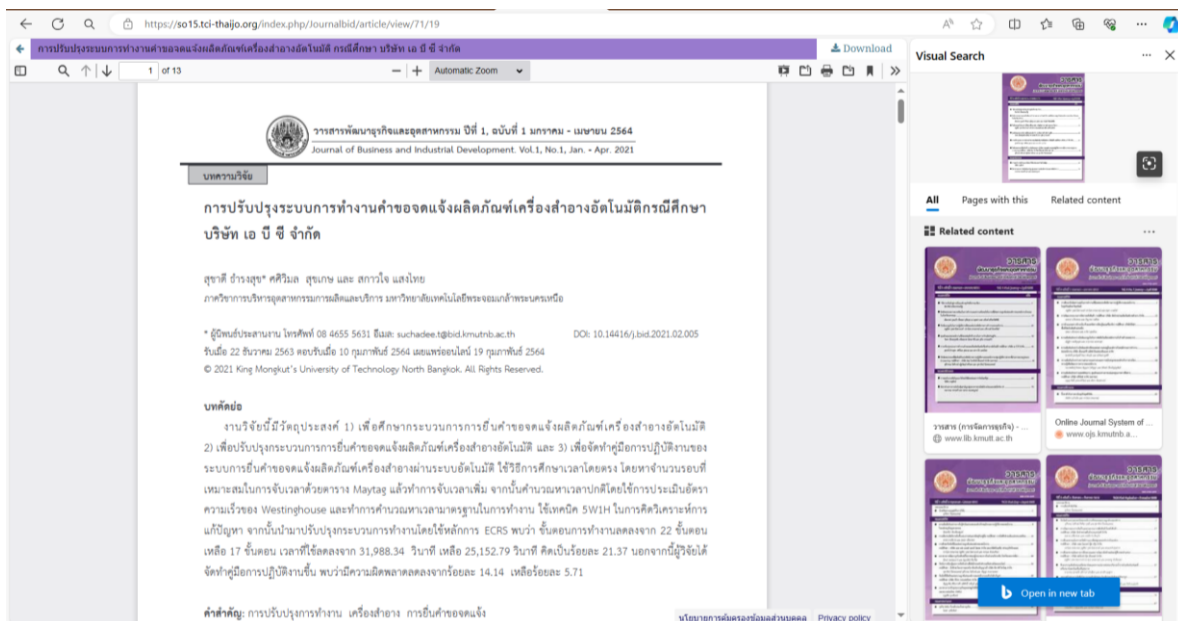 https://so15.tci-thaijo.org/index.php/Journalbid/article/view/71/19
การปรับปรุงระบบการทำงานคำขอจดแจ้งผลิตภัณฑ์เครื่องสำอางอัตโนมัติ กรณีศึกษา บริษัท เอ บี ซี จำกัด
Download
1 of 13
Automatic Zoom
วารสารพัฒนาธุรกิจและอุตสาหกรรม ปีที่ 1, ฉบับที่ 1 มกราคม - เมษายน 2564
Journal of Business and Industrial Development. Vol.1, No.1, Jan. - Apr. 2021
บทความวิจัย
การปรับปรุงระบบการทำงานคำขอจดแจ้งผลิตภัณฑ์เครื่องสำอางอัตโนมัติกรณีศึกษา
บริษัท เอ บี ซี จำกัด
สุชาดี ธำรงสุข* ศศิวิมล สุขเกษ และ สกาวใจ แสงไทย
ภาควิชาการบริหารอุตสาหกรรมการผลิตและบริการ มหาวิทยาลัยเทคโนโลยีพระจอมเกล้าพระนครเหนือ
* ผู้นิพนธ์ประสานงาน โทรศัพท์ 08 4655 5631 อีเมล: suchadee.t@bid.kmutnb.ac.th DOI: 10.14416/j.bid.2021.02.005
รับเมื่อ 22 ธันวาคม 2563 ตอบรับเมื่อ 10 กุมภาพันธ์ 2564 เผยแพร่ออนไลน์ 19 กุมภาพันธ์ 2564
© 2021 King Mongkut's University of Technology North Bangkok. All Rights Reserved.
บทคัดย่อ
งานวิจัยนี้มีวัตถุประสงค์ 1) เพื่อศึกษากระบวนการการยื่นคำขอจดแจ้งผลิตภัณฑ์เครื่องสำอางอัตโนมัติ
2) เพื่อปรับปรุงกระบวนการการยื่นคำขอจดแจ้งผลิตภัณฑ์เครื่องสำอางอัตโนมัติ และ 3) เพื่อจัดทำคู่มือการปฏิบัติงานของ
ระบบการยื่นคำขอจดแจ้งผลิตภัณฑ์เครื่องสำอางผ่านระบบอัตโนมัติ ใช้วิธีการศึกษาเวลาโดยตรง โดยหาจำนวนรอบที่
เหมาะสมในการจับเวลาด้วยตาราง Maytag แล้วทำการจับเวลาเพิ่ม จากนั้นคำนวณหาเวลาปกติโดยใช้การประเมินอัตรา
ความเร็วของ Westinghouse และทำการคำนวณหาเวลามาตรฐานในการทำงาน ใช้เทคนิค 5W1H ในการคิดวิเคราะห์การ
แก้ปัญหา จากนั้นนำมาปรับปรุงกระบวนการทำงานโดยใช้หลักการ ECRS พบว่า ขั้นตอนการทำงานลดลงจาก 22 ขั้นตอน
เหลือ 17 ขั้นตอน เวลาที่ใช้ลดลงจาก 31,988.34 วินาที เหลือ 25,152.79 วินาที คิดเป็นร้อยละ 21.37 นอกจากนี้ผู้วิจัยได้
จัดทำคู่มือการปฏิบัติงานขึ้น พบว่ามีความผิดพลาดลดลงจากร้อยละ 14.14 เหลือร้อยละ 5.71
คำสำคัญ: การปรับปรุงการทำงาน เครื่องสำอาง การยื่นคำขอจดแจ้ง
นโยบายการคุ้มครองข้อมูลส่วนบุคคล Privacy policy
Visual Search
All Pages with this Related content
Related content
วารสาร (การจัดการธุรกิจ) - ...
www.lib.kmutt.ac.th
Online Journal System of ...
www.ojs.kmutnb.a...
Open in new tab